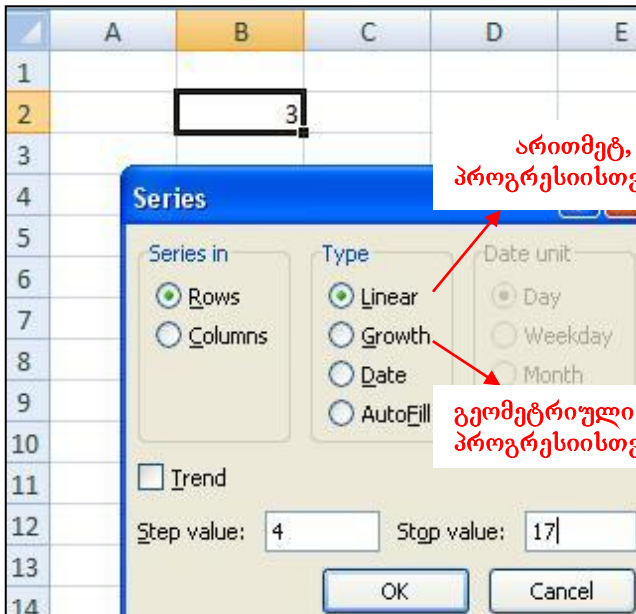 A B C D E
1
2 3
3
4
5
6
7
8
9
10
11
12
13
14
არითმეტ,
პროგრესიისთვ
Series
Series in
Rows
Columns
Type
Linear
Growth
Date
AutoFill
Date unit
Day
Weekday
Month
გეომეტრიული
პროგრესიისთვ
Trend
Step value: 4
Stop value: 17
OK
Cancel